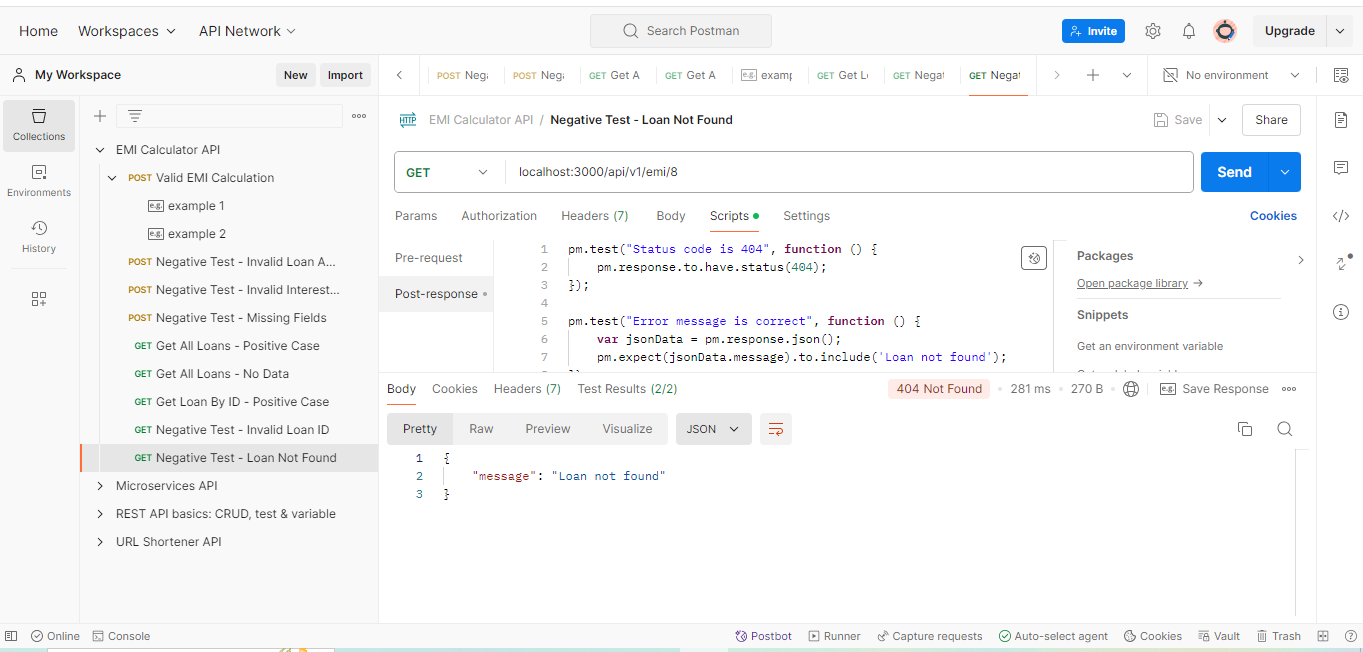 Home Workspaces API Network Search Postman Invite Upgrade
My Workspace New Import
POST Nega POST Nega GET Get A GET Get A e.g. examp GET Get Lo GET Negat GET Negat No environment
Collections
Environments
History
EMI Calculator API
POST Valid EMI Calculation
e.g. example 1
e.g. example 2
POST Negative Test - Invalid Loan A...
POST Negative Test - Invalid Interest...
POST Negative Test - Missing Fields
GET Get All Loans - Positive Case
GET Get All Loans - No Data
GET Get Loan By ID - Positive Case
GET Negative Test - Invalid Loan ID
GET Negative Test - Loan Not Found
Microservices API
REST API basics: CRUD, test & variable
URL Shortener API
HTTP EMI Calculator API / Negative Test - Loan Not Found Save Share
GET localhost:3000/api/v1/emi/8 Send
Params Authorization Headers (7) Body Scripts Settings Cookies
Pre-request
Post-response
1 pm.test("Status code is 404", function () {
2 pm.response.to.have.status(404);
3 });
4
5 pm.test("Error message is correct", function () {
6 var jsonData = pm.response.json();
7 pm.expect(jsonData.message).to.include('Loan not found');
Packages
Open package library →
Snippets
Get an environment variable
Body Cookies Headers (7) Test Results (2/2) 404 Not Found 281 ms 270 B e.g. Save Response
Pretty Raw Preview Visualize JSON
1 {
2 "message": "Loan not found"
3 }
Online Console Postbot Runner Capture requests Auto-select agent Cookies Vault Trash